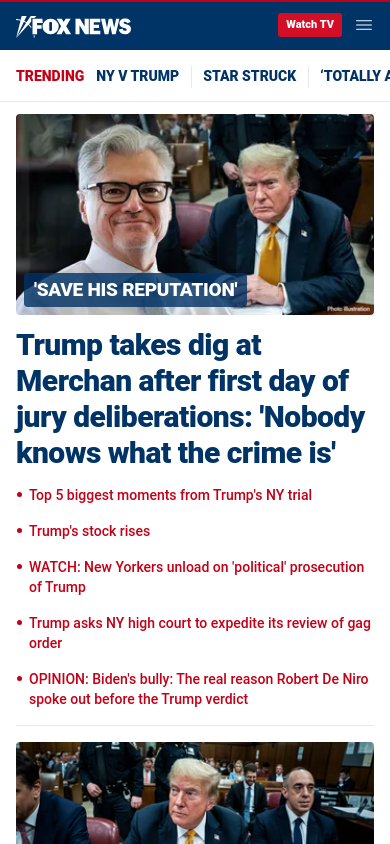 FOX NEWS
Watch TV
TRENDING NY V TRUMP STAR STRUCK 'TOTALLY A
'SAVE HIS REPUTATION'
Photo Illustration
Trump takes dig at
Merchan after first day of
jury deliberations: 'Nobody
knows what the crime is'
• Top 5 biggest moments from Trump's NY trial
• Trump's stock rises
• WATCH: New Yorkers unload on 'political' prosecution
of Trump
• Trump asks NY high court to expedite its review of gag
order
• OPINION: Biden's bully: The real reason Robert De Niro
spoke out before the Trump verdict